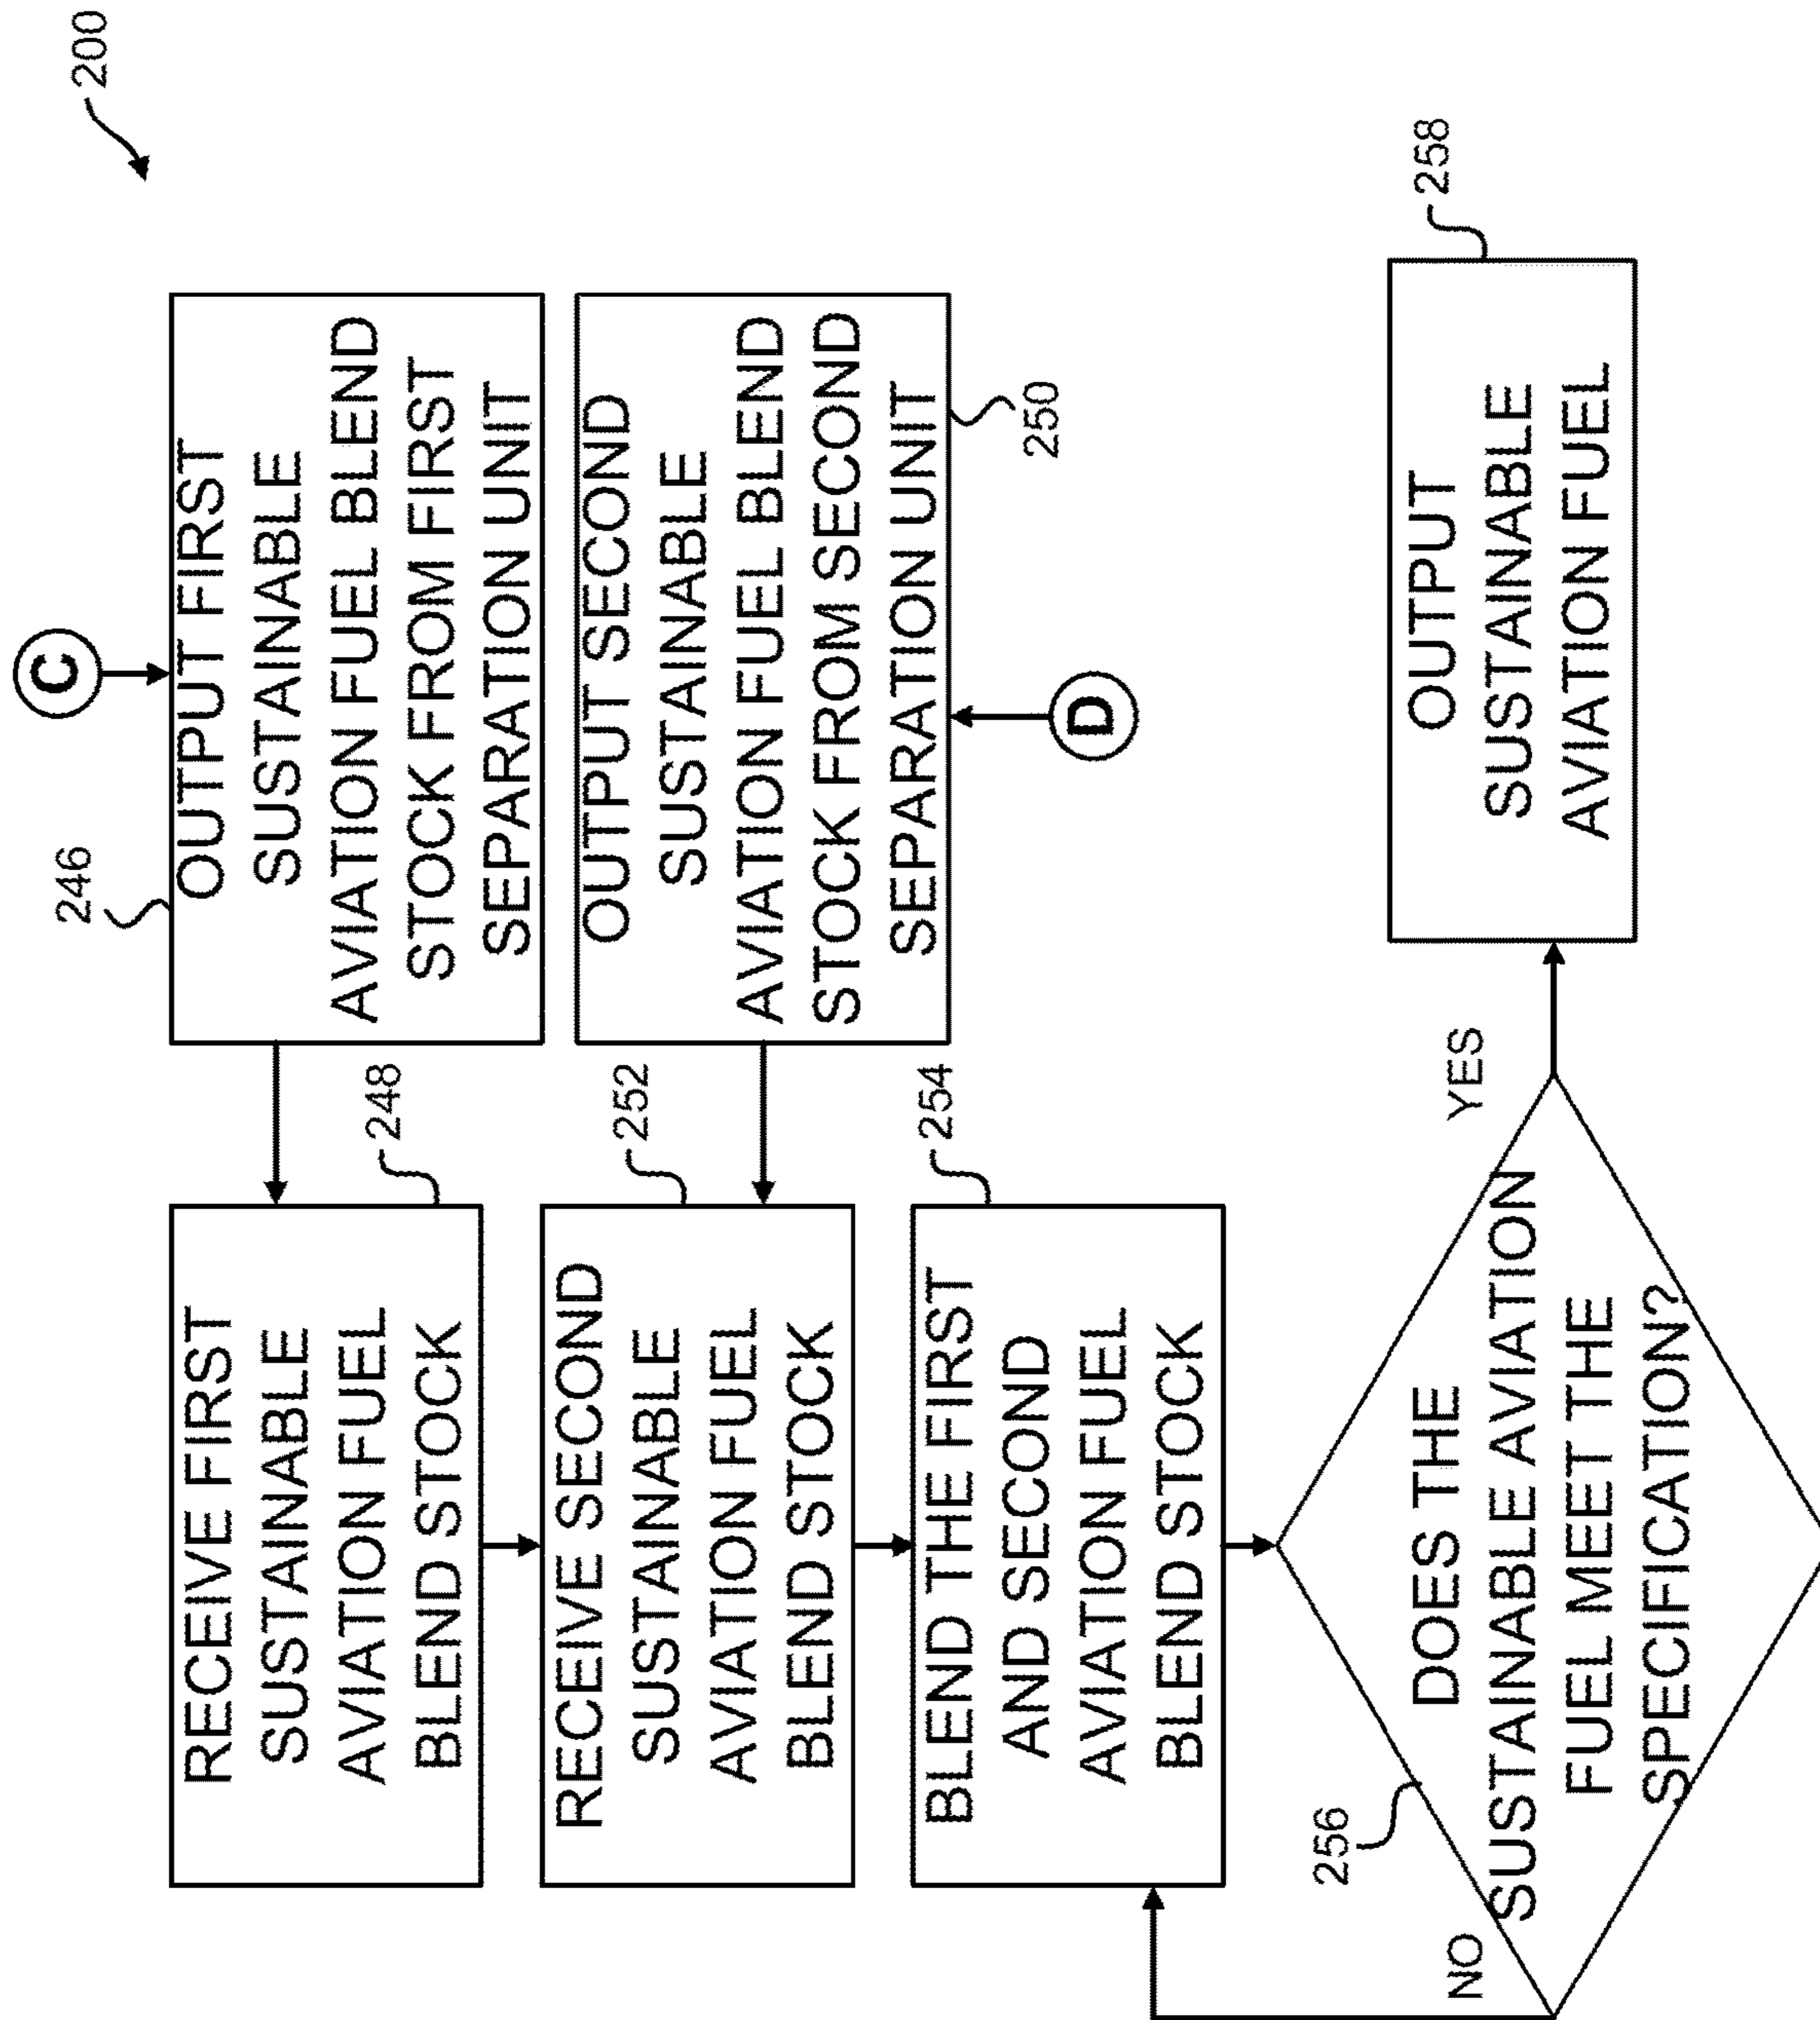 200
C
246
OUTPUT FIRST
SUSTAINABLE
AVIATION FUEL BLEND
STOCK FROM FIRST
SEPARATION UNIT
RECEIVE FIRST
SUSTAINABLE
AVIATION FUEL
BLEND STOCK
248
OUTPUT SECOND
SUSTAINABLE
AVIATION FUEL BLEND
STOCK FROM SECOND
SEPARATION UNIT
250
D
252
RECEIVE SECOND
SUSTAINABLE
AVIATION FUEL
BLEND STOCK
254
BLEND THE FIRST
AND SECOND
AVIATION FUEL
BLEND STOCK
256
DOES THE
SUSTAINABLE AVIATION
FUEL MEET THE
SPECIFICATION?
NO
YES
258
OUTPUT
SUSTAINABLE
AVIATION FUEL